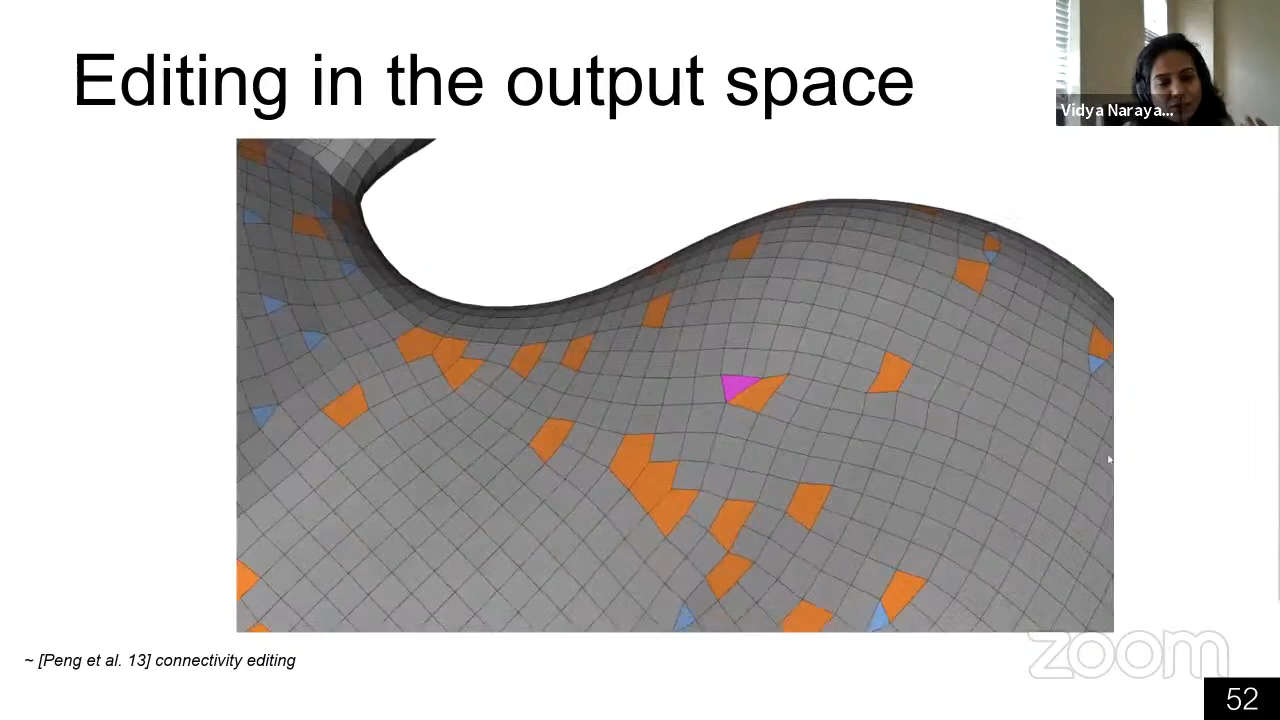 Editing in the output space
Vidya Naraya...
~ [Peng et al. 13] connectivity editing
zoom
52